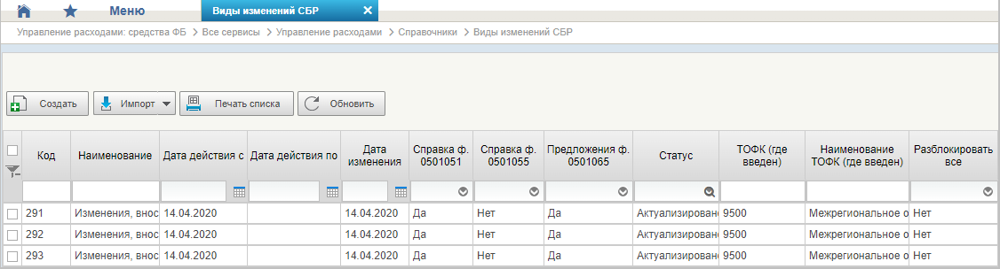 Меню Виды изменений СБР
Управление расходами: средства ФБ Все сервисы Управление расходами Справочники Виды изменений СБР
Создать Импорт Печать списка Обновить
Код Наименование Дата действия с Дата действия по Дата изменения Справка ф. 0501051 Справка ф. 0501055 Предложения ф. 0501065 Статус ТОФК (где введен) Наименование ТОФК (где введен) Разблокировать все
291 Изменения, внос 14.04.2020 14.04.2020 Да Нет Да Актуализировано 9500 Межрегиональное о Нет
292 Изменения, внос 14.04.2020 14.04.2020 Да Нет Да Актуализировано 9500 Межрегиональное о Нет
293 Изменения, внос 14.04.2020 14.04.2020 Да Нет Да Актуализировано 9500 Межрегиональное о Нет